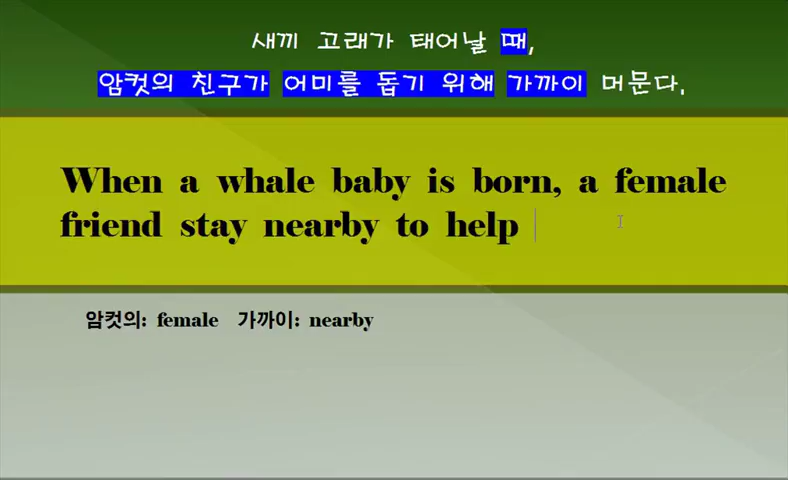 새끼 고래가 태어날 때,
암컷의 친구가 어미를 돕기 위해 가까이 머문다.
When a whale baby is born, a female
friend stay nearby to help
암컷의: female 가까이: nearby